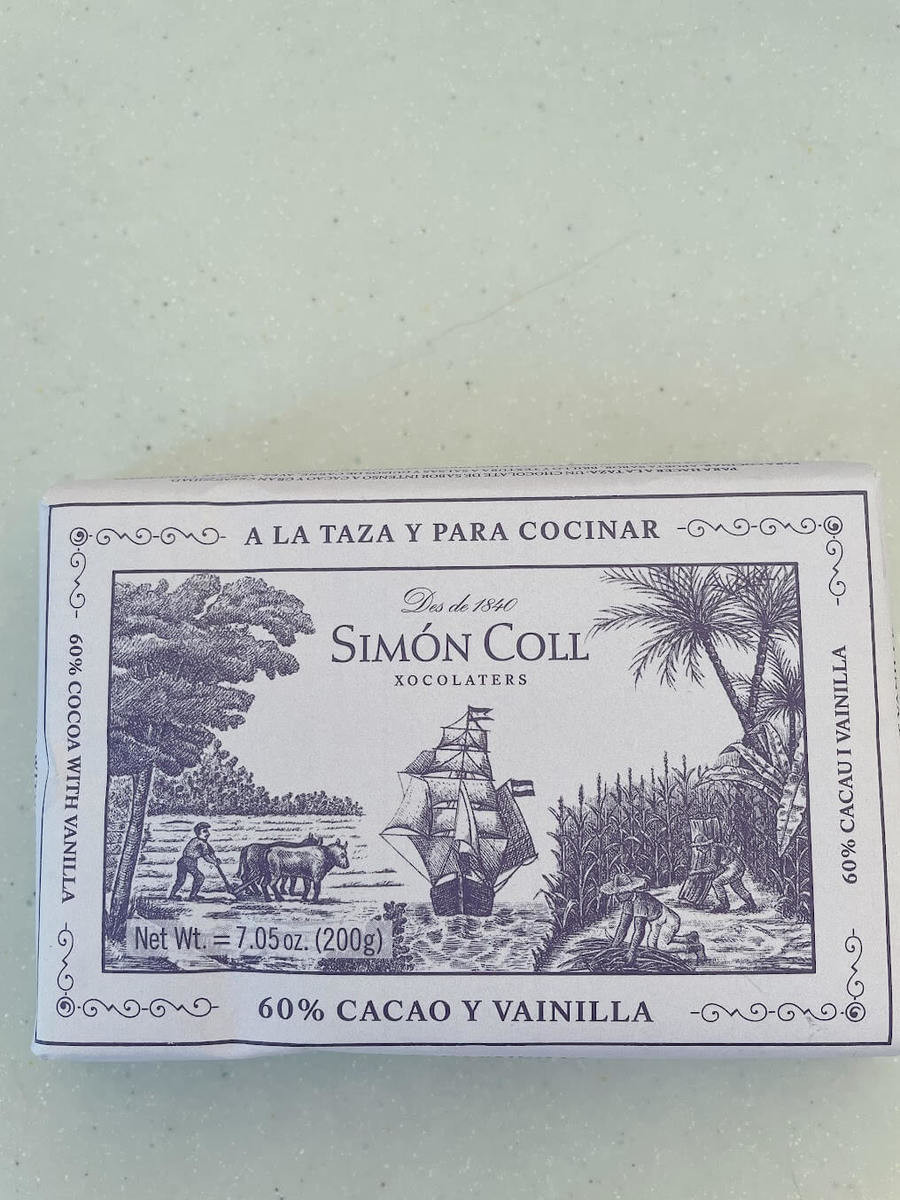 A LA TAZA Y PARA COCINAR
Des de 1840
SIMÓN COLL
XOCOLATERS
60% COCOA WITH VANILLA
60% CACAU I VAINILLA
Net Wt. = 7.05 oz. (200g)
60% CACAO Y VAINILLA